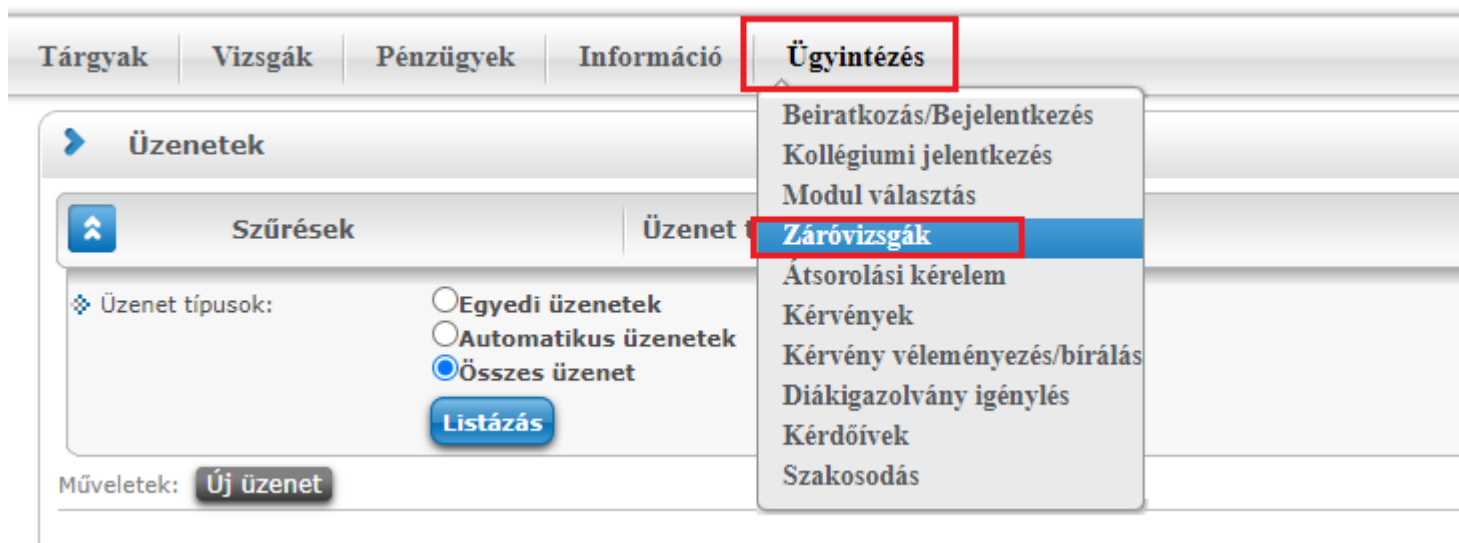 Tárgyak Vizsgák Pénzügyek Információ Ügyintézés
Beiratkozás/Bejelentkezés
Kollégiumi jelentkezés
Modul választás
Záróvizsgák
Átsorolási kérelem
Kérvények
Kérvény véleményezés/bírálás
Diákigazolvány igénylés
Kérdőívek
Szakosodás
Üzenetek
Szűrések Üzenet t
Üzenet típusok:
Egyedi üzenetek
Automatikus üzenetek
Összes üzenet
Listázás
Műveletek: Új üzenet